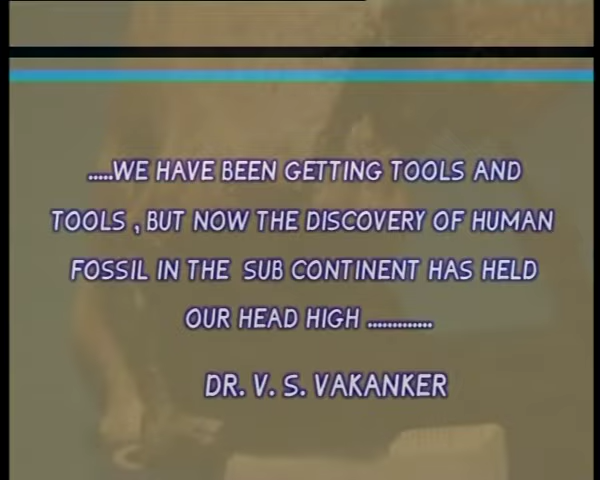 .....WE HAVE BEEN GETTING TOOLS AND
TOOLS , BUT NOW THE DISCOVERY OF HUMAN
FOSSIL IN THE SUB CONTINENT HAS HELD
OUR HEAD HIGH .............
DR. V. S. VAKANKER